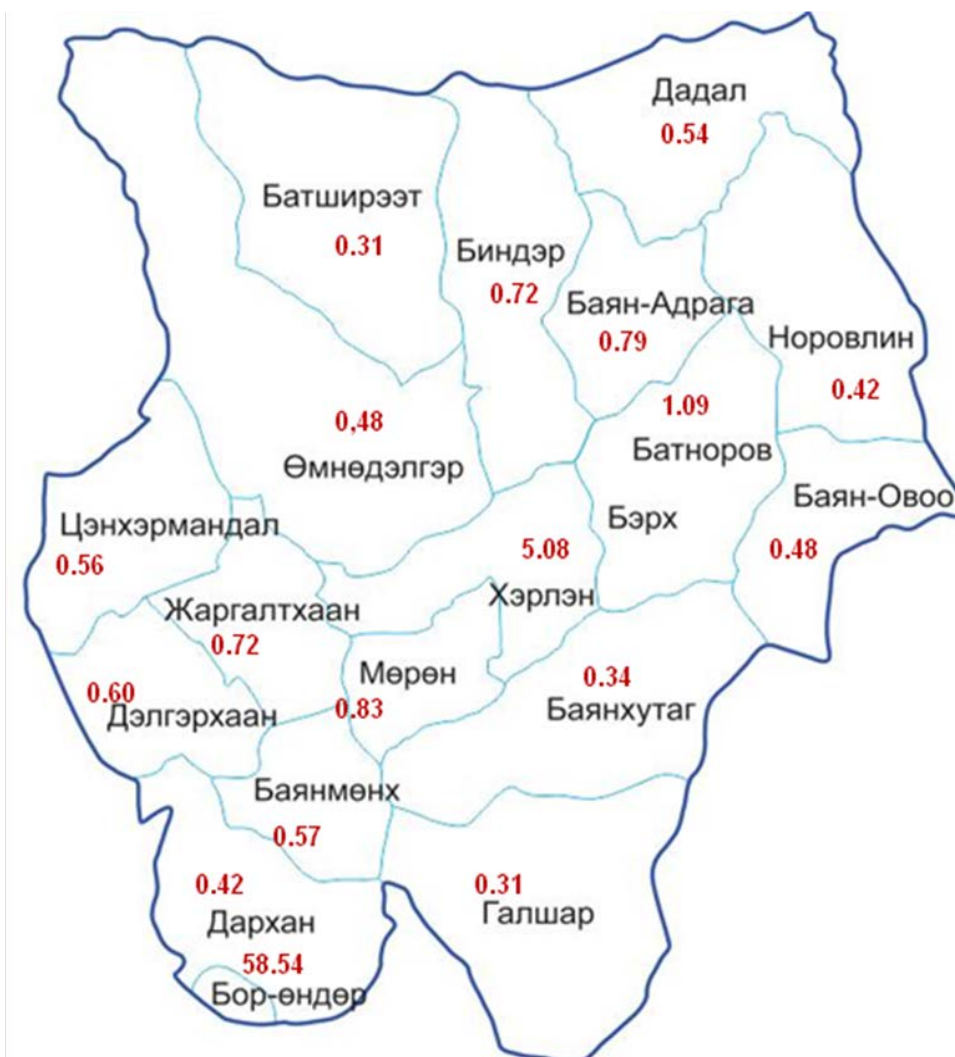 Дадал
0.54
Батширээт
0.31
Биндэр
0.72
Баян-Адрага
0.79
Норовлин
0.42
1.09
Батноров
0,48
Өмнөдэлгэр
Баян-Овоо
0.48
Цэнхэрмандал
0.56
Бэрх
5.08
Хэрлэн
Жаргалтхаан
0.72
Мөрөн
0.83
0.34
Баянхутаг
0.60
Дэлгэрхаан
Баянмөнх
0.57
0.42
Дархан
0.31
Галшар
58.54
Бор-өндөр